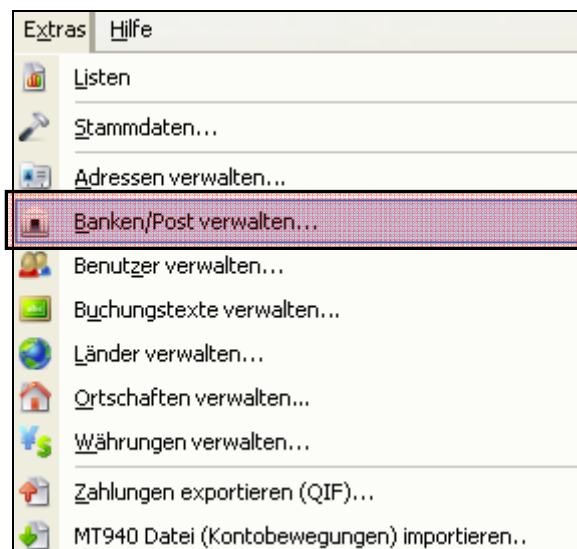 Extras Hilfe
Listen
Stammdaten...
Adressen verwalten...
Banken/Post verwalten...
Benutzer verwalten...
Buchungstexte verwalten...
Länder verwalten...
Ortschaften verwalten...
Währungen verwalten...
Zahlungen exportieren (QIF)...
MT940 Datei (Kontobewegungen) importieren..